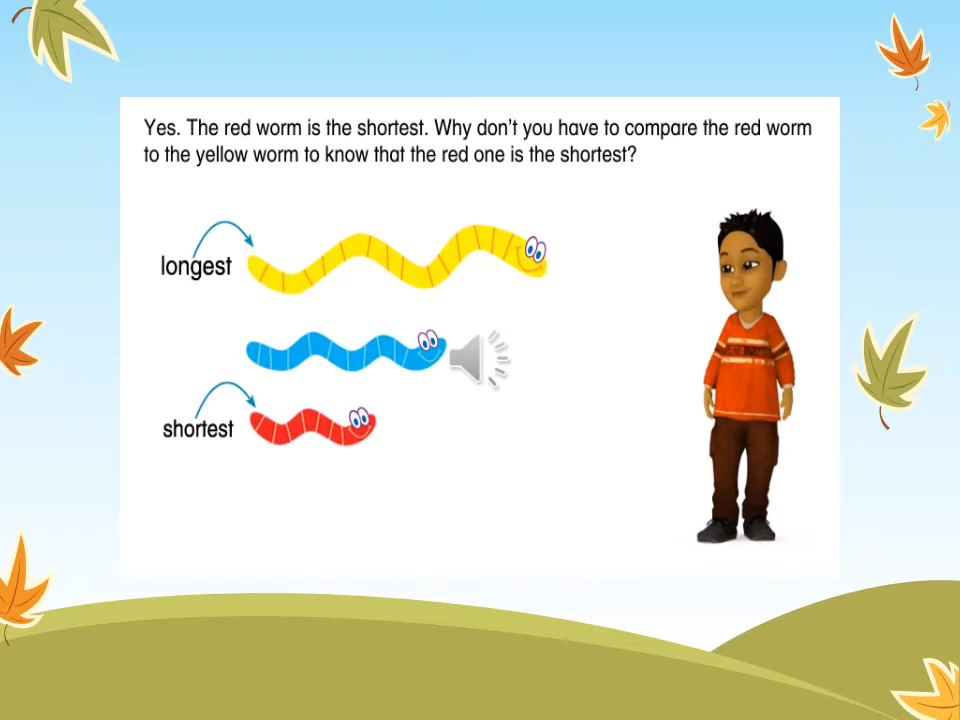 Yes. The red worm is the shortest. Why don't you have to compare the red worm
to the yellow worm to know that the red one is the shortest?
longest
shortest